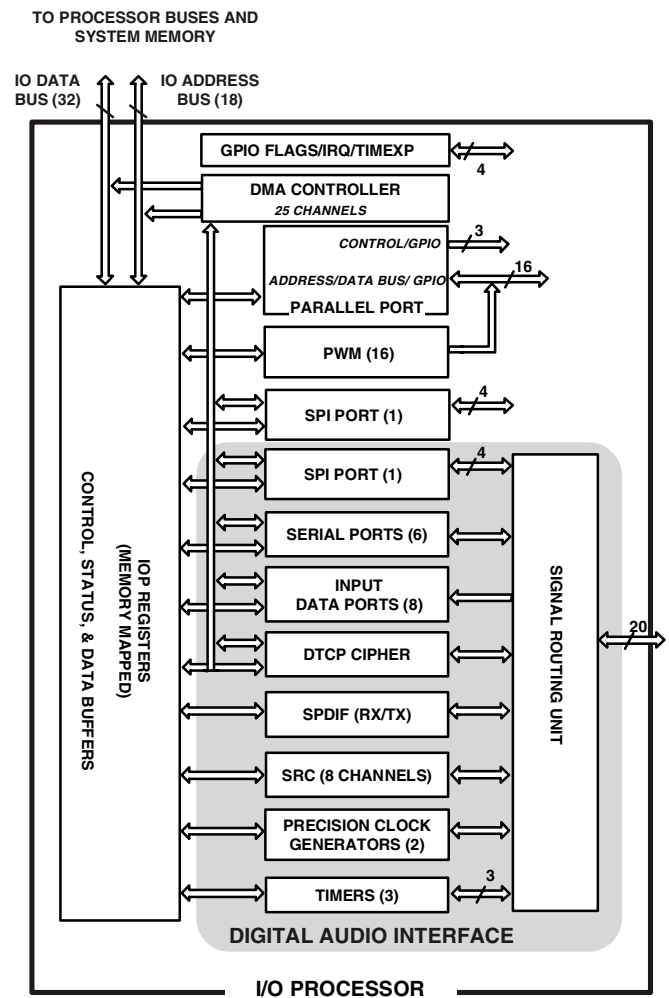 TO PROCESSOR BUSES AND
SYSTEM MEMORY
IO DATA
BUS (32)
IO ADDRESS
BUS (18)
GPIO FLAGS/IRQ/TIMEXP
4
DMA CONTROLLER
25 CHANNELS
CONTROL/GPIO
3
ADDRESS/DATA BUS/ GPIO
16
PARALLEL PORT
PWM (16)
SPI PORT (1)
4
SPI PORT (1)
4
SERIAL PORTS (6)
INPUT
DATA PORTS (8)
DTCP CIPHER
SPDIF (RX/TX)
SRC (8 CHANNELS)
PRECISION CLOCK
GENERATORS (2)
TIMERS (3)
3
IOP REGISTERS
(MEMORY MAPPED)
CONTROL, STATUS, & DATA BUFFERS
SIGNAL ROUTING UNIT
20
DIGITAL AUDIO INTERFACE
I/O PROCESSOR